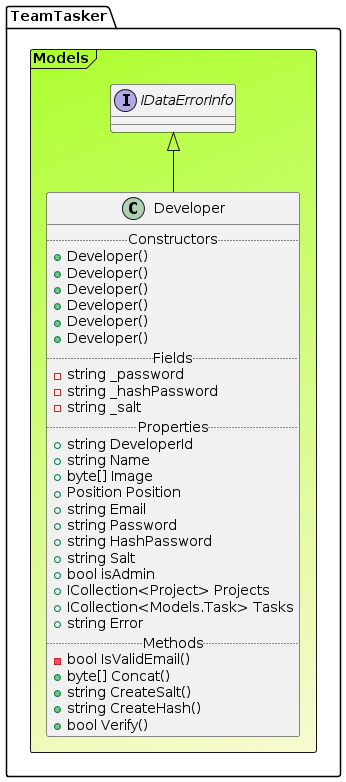 TeamTasker
Models
I IDataErrorInfo
C Developer
Constructors
Developer()
Developer()
Developer()
Developer()
Developer()
Developer()
Fields
string _password
string _hashPassword
string _salt
Properties
string DeveloperId
string Name
byte[] Image
Position Position
string Email
string Password
string HashPassword
string Salt
bool isAdmin
ICollection<Project> Projects
ICollection<Models.Task> Tasks
string Error
Methods
bool IsValidEmail()
byte[] Concat()
string CreateSalt()
string CreateHash()
bool Verify()